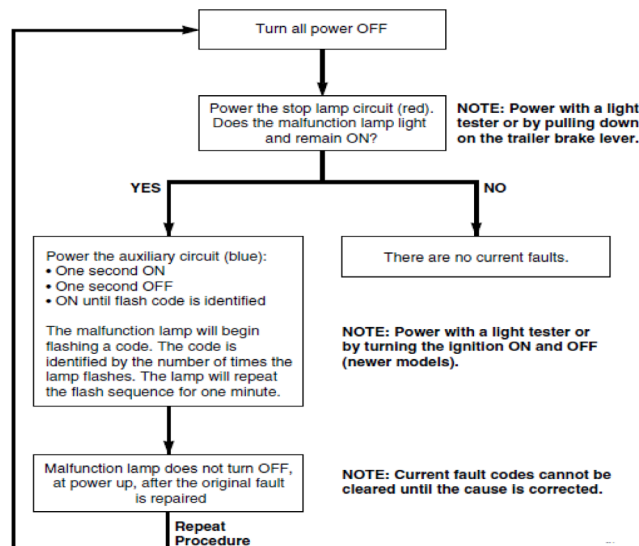 Turn all power OFF
Power the stop lamp circuit (red).
Does the malfunction lamp light
and remain ON?
NOTE: Power with a light
tester or by pulling down
on the trailer brake lever.
YES
NO
Power the auxiliary circuit (blue):
• One second ON
• One second OFF
• ON until flash code is identified
The malfunction lamp will begin
flashing a code. The code is
identified by the number of times the
lamp flashes. The lamp will repeat
the flash sequence for one minute.
There are no current faults.
NOTE: Power with a light tester or
by turning the ignition ON and OFF
(newer models).
Malfunction lamp does not turn OFF,
at power up, after the original fault
is repaired
NOTE: Current fault codes cannot be
cleared until the cause is corrected.
Repeat
Procedure